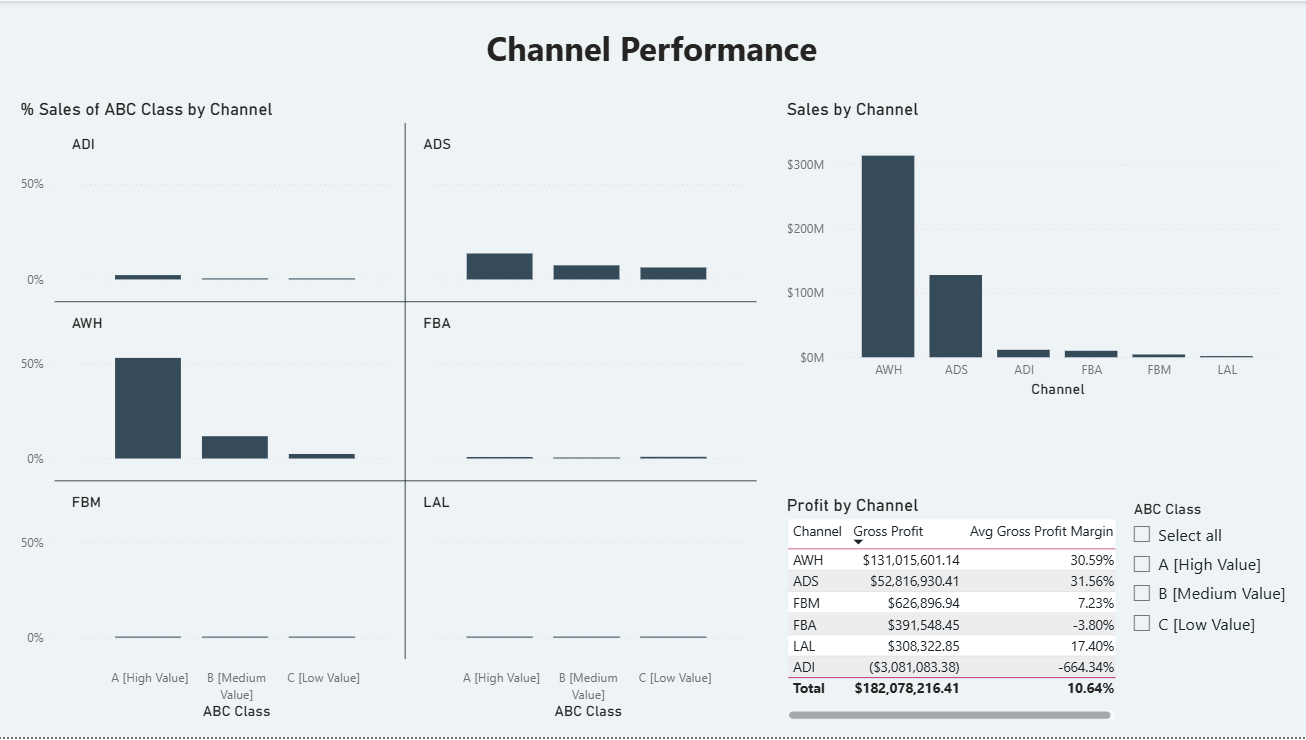 Channel Performance
% Sales of ABC Class by Channel
ADI
ADS
50%
0%
AWH
FBA
50%
0%
FBM
LAL
50%
0%
A [High Value]
B [Medium
Value]
C [Low Value]
A [High Value]
B [Medium
Value]
C [Low Value]
ABC Class
ABC Class
Sales by Channel
$300M
$200M
$100M
$0M
AWH ADS ADI FBA FBM LAL
Channel
Profit by Channel
Channel Gross Profit Avg Gross Profit Margin
AWH $131,015,601.14 30.59%
ADS $52,816,930.41 31.56%
FBM $626,896.94 7.23%
FBA $391,548.45 -3.80%
LAL $308,322.85 17.40%
ADI ($3,081,083.38) -664.34%
Total $182,078,216.41 10.64%
ABC Class
Select all
A [High Value]
B [Medium Value]
C [Low Value]